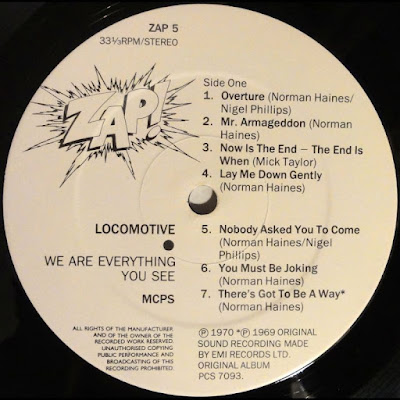 ZAP 5
33⅓RPM/STEREO
ZAP!
Side One
1. Overture (Norman Haines/
Nigel Phillips)
2. Mr. Armageddon (Norman
Haines)
3. Now Is The End – The End Is
When (Mick Taylor)
4. Lay Me Down Gently
(Norman Haines)
LOCOMOTIVE
WE ARE EVERYTHING
YOU SEE
MCPS
5. Nobody Asked You To Come
(Norman Haines/Nigel
Phillips)
6. You Must Be Joking
(Norman Haines)
7. There's Got To Be A Way*
(Norman Haines)
ALL RIGHTS OF THE MANUFACTURER
AND OF THE OWNER OF THE
RECORDED WORK RESERVED.
UNAUTHORISED COPYING
PUBLIC PERFORMANCE AND
BROADCASTING OF THIS
RECORD PROHIBITED.
℗ 1970 *℗ 1969 ORIGINAL
SOUND RECORDING MADE
BY EMI RECORDS LTD.
ORIGINAL ALBUM
PCS 7093.